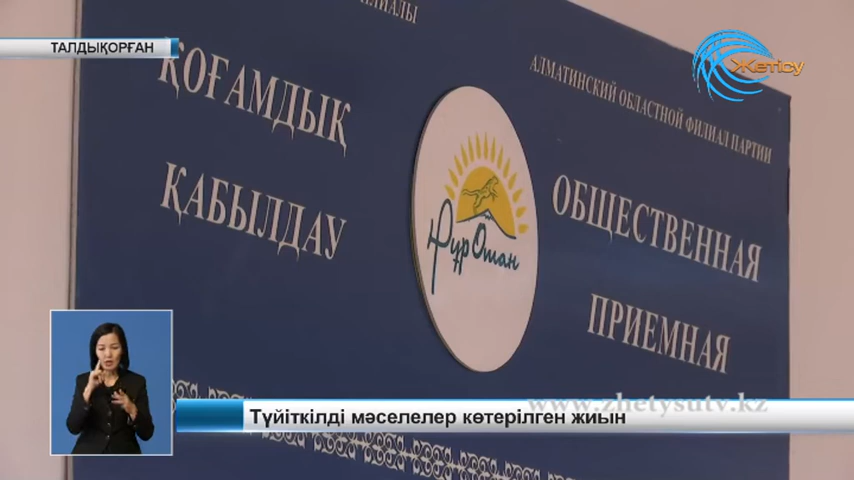 ТАЛДЫҚОРҒАН
Жетісу
ҚОҒАМДЫҚ
ҚАБЫЛДАУ
АЛМАТИНСКИЙ ОБЛАСТНОЙ ФИЛИАЛ ПАРТИИ
Нұр Отан
ОБЩЕСТВЕННАЯ
ПРИЕМНАЯ
www.zhetysutv.kz
Түйіткілді мәселелер көтерілген жиын